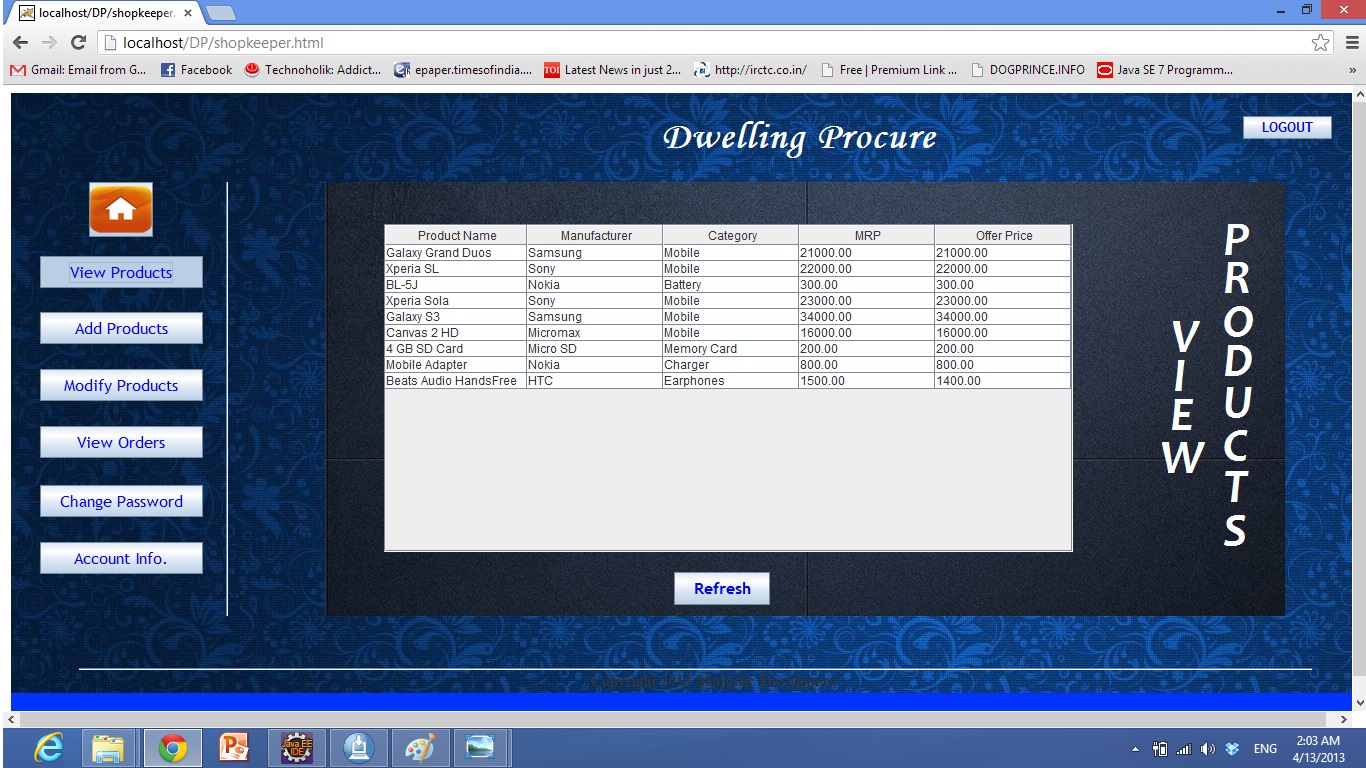 localhost/DP/shopkeeper.
localhost/DP/shopkeeper.html
Gmail: Email from G... Facebook Technoholik: Addict... epaper.timesofindia.... TOI Latest News in just 2... http://irctc.co.in/ Free | Premium Link ... DOGPRINCE.INFO Java SE 7 Programm... »
Dwelling Procure
LOGOUT
View Products
Add Products
Modify Products
View Orders
Change Password
Account Info.
Product Name Manufacturer Category MRP Offer Price
Galaxy Grand Duos Samsung Mobile 21000.00 21000.00
Xperia SL Sony Mobile 22000.00 22000.00
BL-5J Nokia Battery 300.00 300.00
Xperia Sola Sony Mobile 23000.00 23000.00
Galaxy S3 Samsung Mobile 34000.00 34000.00
Canvas 2 HD Micromax Mobile 16000.00 16000.00
4 GB SD Card Micro SD Memory Card 200.00 200.00
Mobile Adapter Nokia Charger 800.00 800.00
Beats Audio HandsFree HTC Earphones 1500.00 1400.00
VIEW
PRODUCTS
Refresh
Copyright
Java EE
IDE
ENG
2:03 AM
4/13/2013